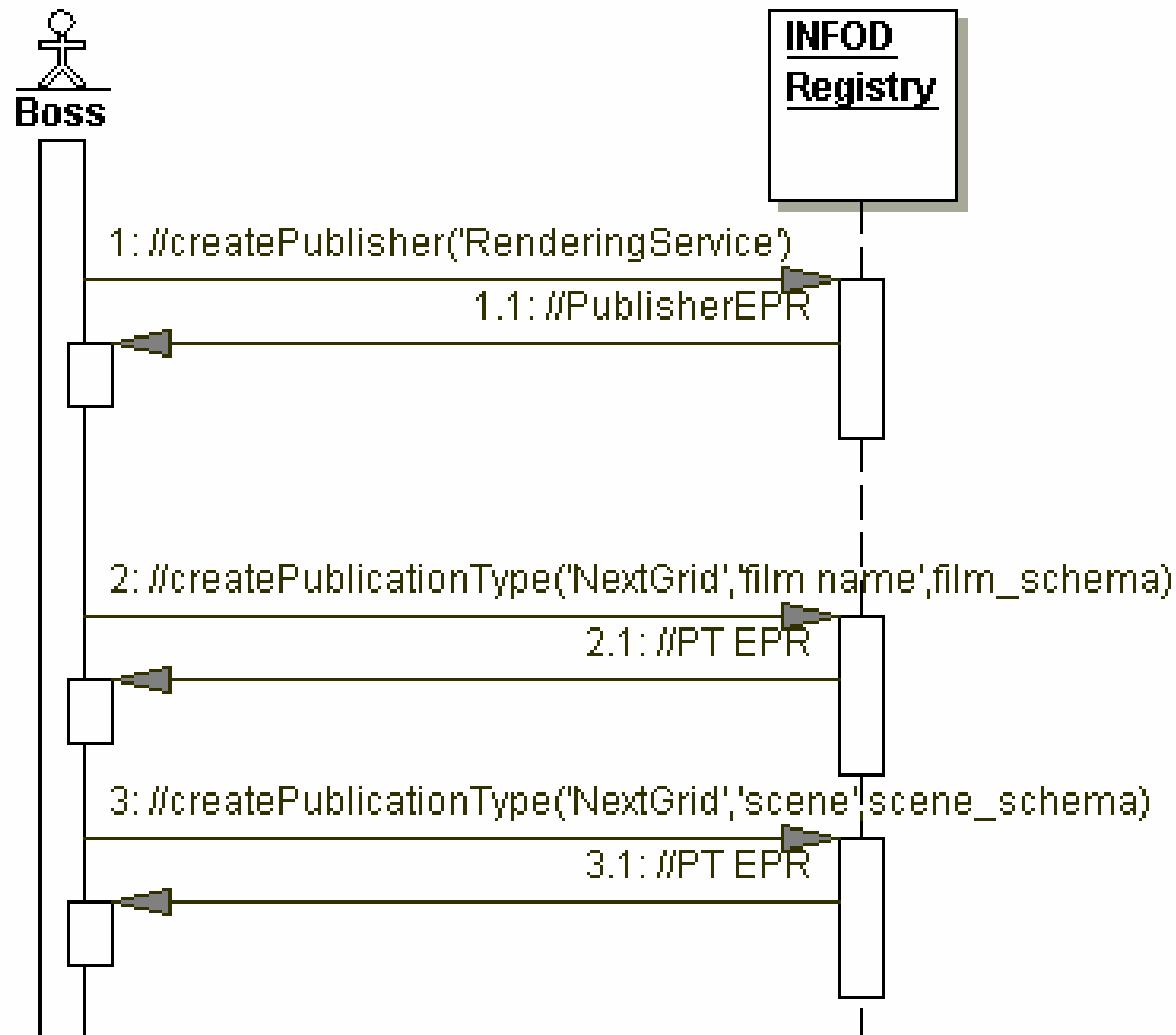 Boss
INFOD
Registry
1: //createPublisher('RenderingService')
1.1: //PublisherEPR
2: //createPublicationType('NextGrid','film name',film_schema)
2.1: //PT EPR
3: //createPublicationType('NextGrid','scene',scene_schema)
3.1: //PT EPR